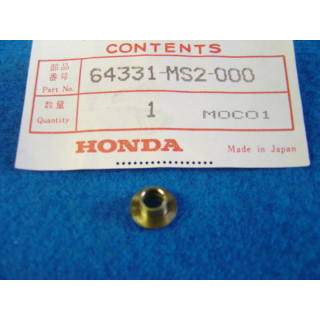 CONTENTS
部品番号 Part No. 64331-MS2-000
数量 Quantity 1 MOCO1
HONDA Made in Japan